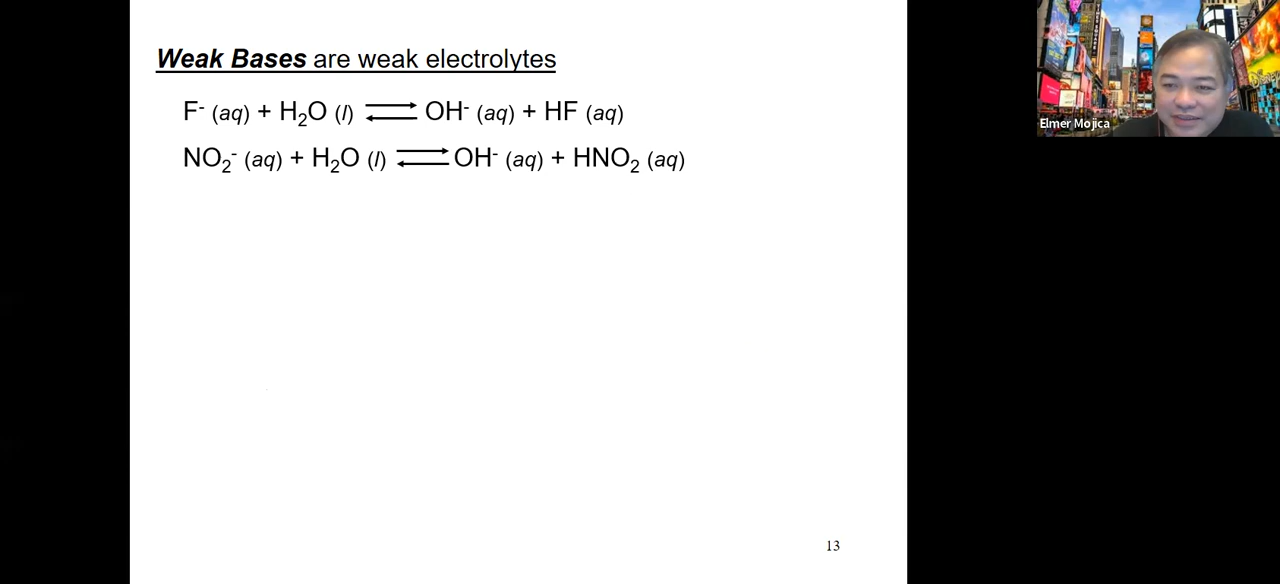 Weak Bases are weak electrolytes
F⁻ (aq) + H₂O (l) ⇌ OH⁻ (aq) + HF (aq)
NO₂⁻ (aq) + H₂O (l) ⇌ OH⁻ (aq) + HNO₂ (aq)
13
Elmer Mojica